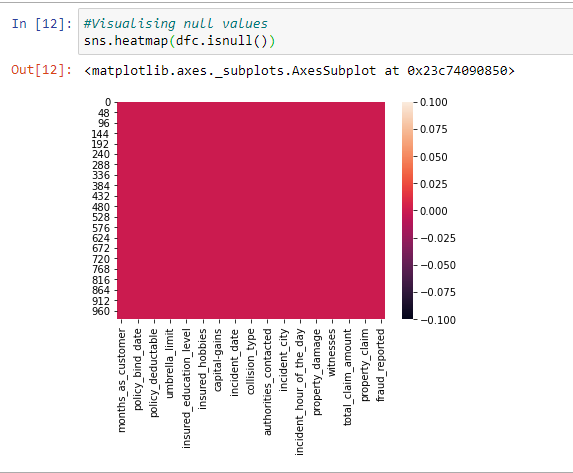 In [12]: #Visualising null values
sns.heatmap(dfc.isnull())
Out[12]: <matplotlib.axes._subplots.AxesSubplot at 0x23c74090850>
0
48
96
144
192
240
288
336
384
432
480
528
576
624
672
720
768
816
864
912
960
0.100
0.075
0.050
0.025
0.000
−0.025
−0.050
−0.075
−0.100
months_as_customer
policy_bind_date
policy_deductable
umbrella_limit
insured_education_level
insured_hobbies
capital-gains
incident_date
collision_type
authorities_contacted
incident_city
incident_hour_of_the_day
property_damage
witnesses
total_claim_amount
property_claim
fraud_reported